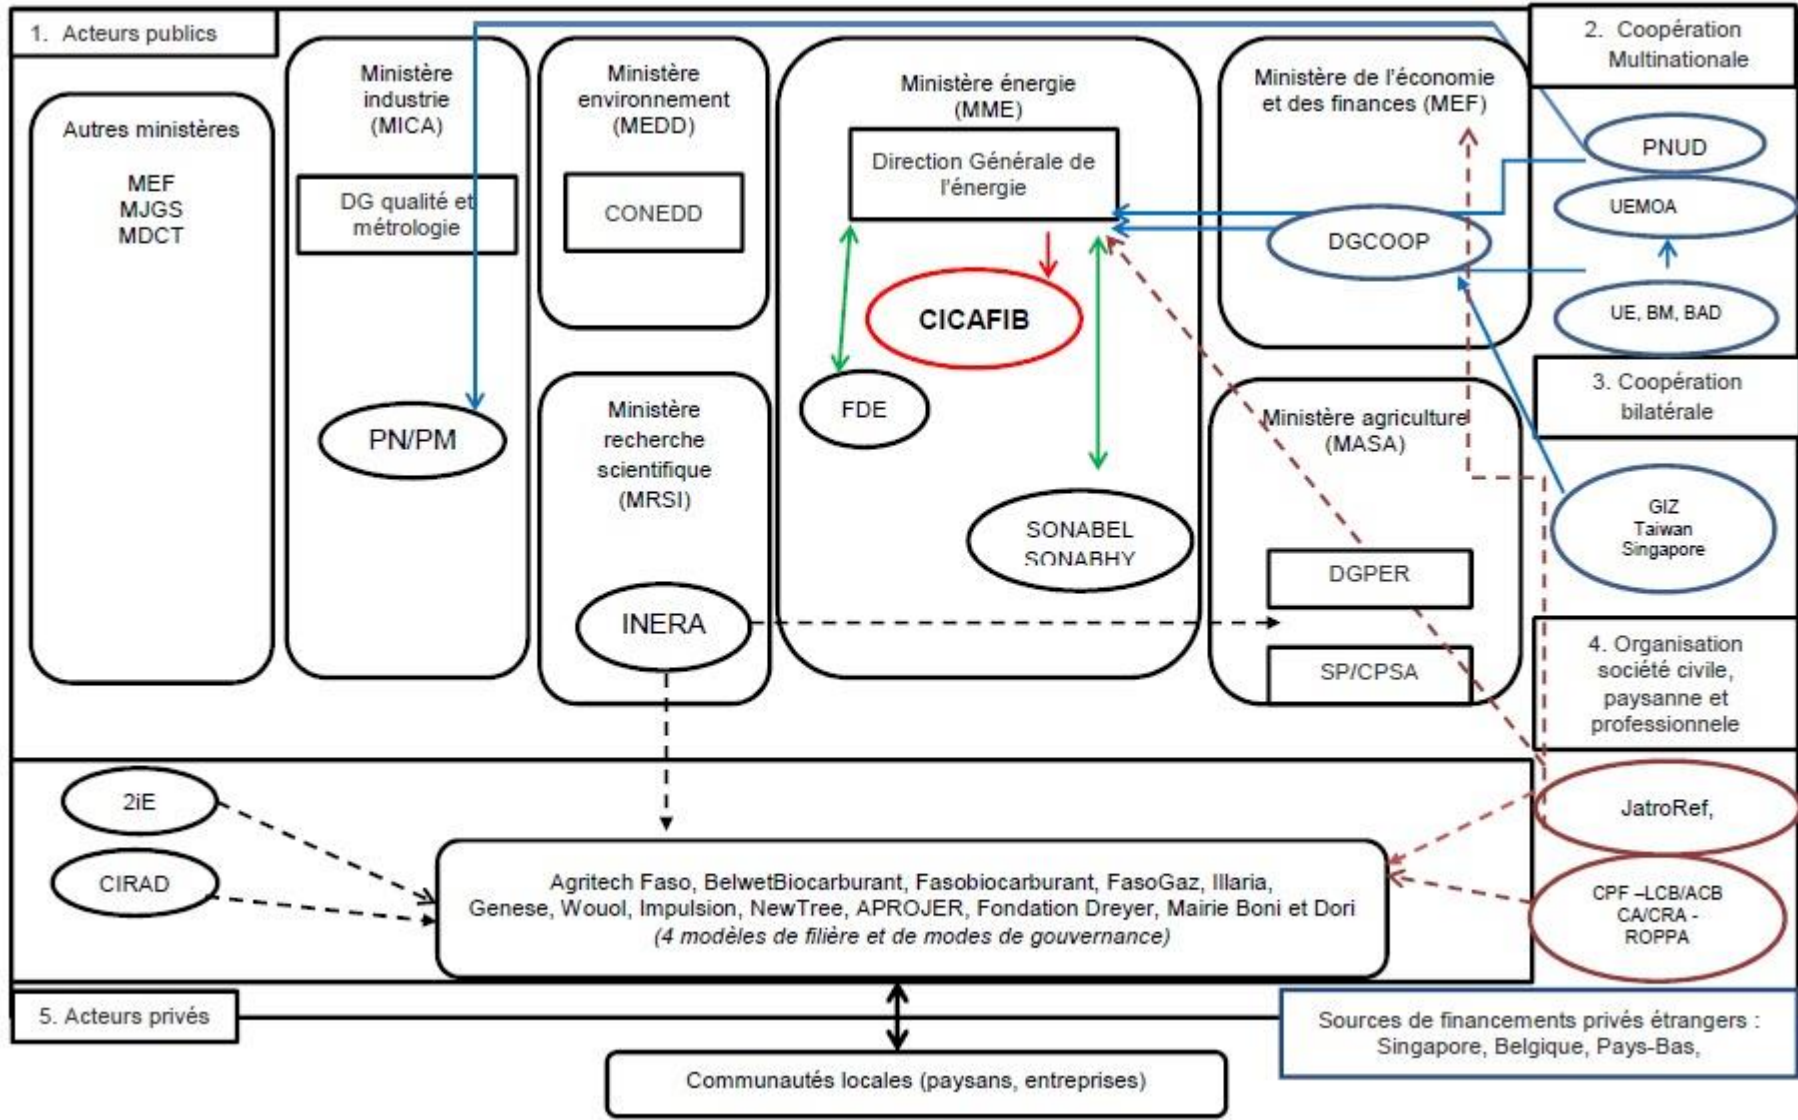 1. Acteurs publics
Autres ministères
MEF
MJGS
MDCT
Ministère
industrie
(MICA)
DG qualité et
métrologie
PN/PM
Ministère
environnement
(MEDD)
CONEDD
Ministère
recherche
scientifique
(MRSI)
INERA
Ministère énergie
(MME)
Direction Générale de
l'énergie
CICAFIB
FDE
SONABEL
SONABHY
Ministère de l'économie
et des finances (MEF)
DGCOOP
Ministère agriculture
(MASA)
DGPER
SP/CPSA
2. Coopération
Multinationale
PNUD
UEMOA
UE, BM, BAD
3. Coopération
bilatérale
GIZ
Taiwan
Singapore
4. Organisation
société civile,
paysanne et
professionnele
JatroRef,
CPF –LCB/ACB
CA/CRA -
ROPPA
2iE
CIRAD
Agritech Faso, BelwetBiocarburant, Fasobiocarburant, FasoGaz, Illaria,
Genese, Wouol, Impulsion, NewTree, APROJER, Fondation Dreyer, Mairie Boni et Dori
(4 modèles de filière et de modes de gouvernance)
5. Acteurs privés
Sources de financements privés étrangers :
Singapore, Belgique, Pays-Bas,
Communautés locales (paysans, entreprises)